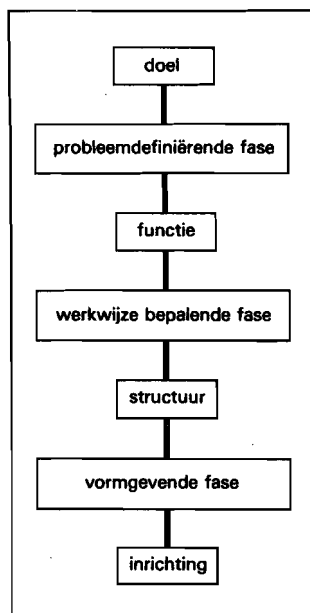 doel
probleemdefiniërende fase
functie
werkwijze bepalende fase
structuur
vormgevende fase
inrichting